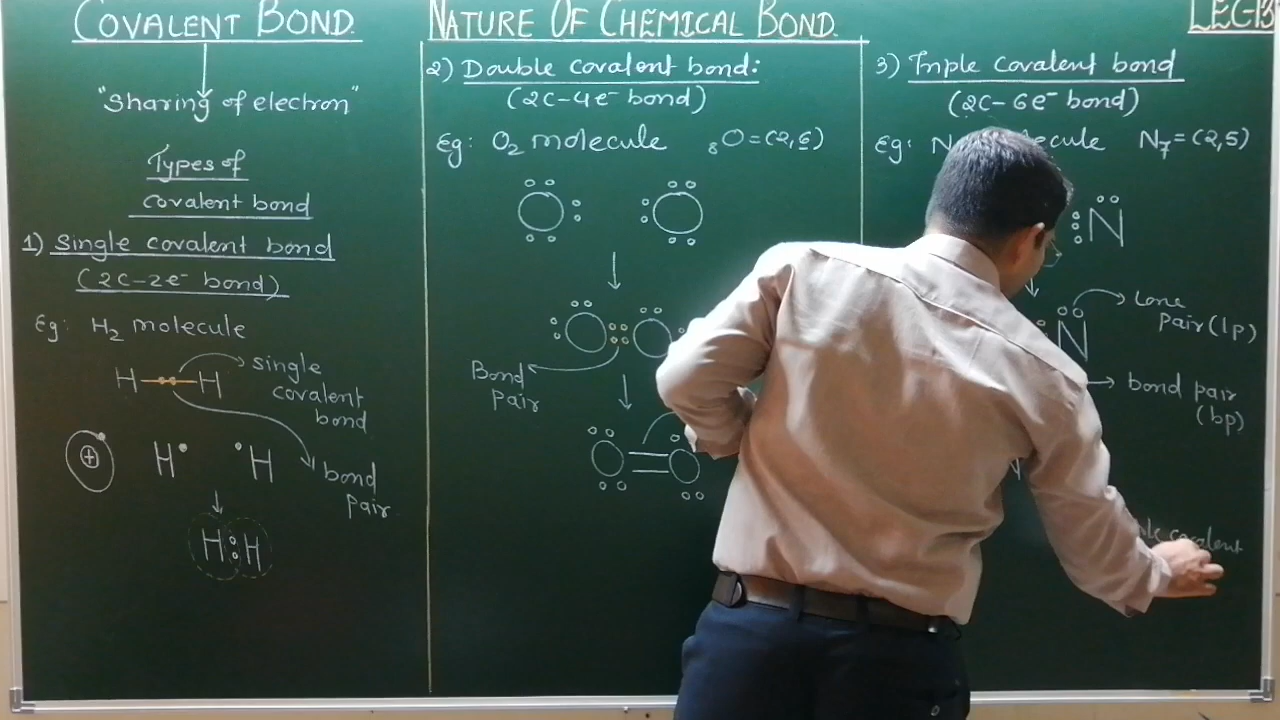 COVALENT BOND.
"Sharing of electron"
Types of
covalent bond
1) Single covalent bond
(2C-2e⁻ bond)
Eg: H₂ molecule
H H
single
covalent
bond
+
H H
bond
pair
H:H
NATURE OF CHEMICAL BOND.
2) Double covalent bond:
(2C-4e⁻ bond)
Eg: O₂ molecule ₈O=(2,6)
O O
O O
Bond
Pair
O=O
LEC-13
3) Triple covalent bond
(2C-6e⁻ bond)
Eg: N N₇=(2,5)
N
N
Lone
Pair(lp)
bond pair
(bp)
N
covalent